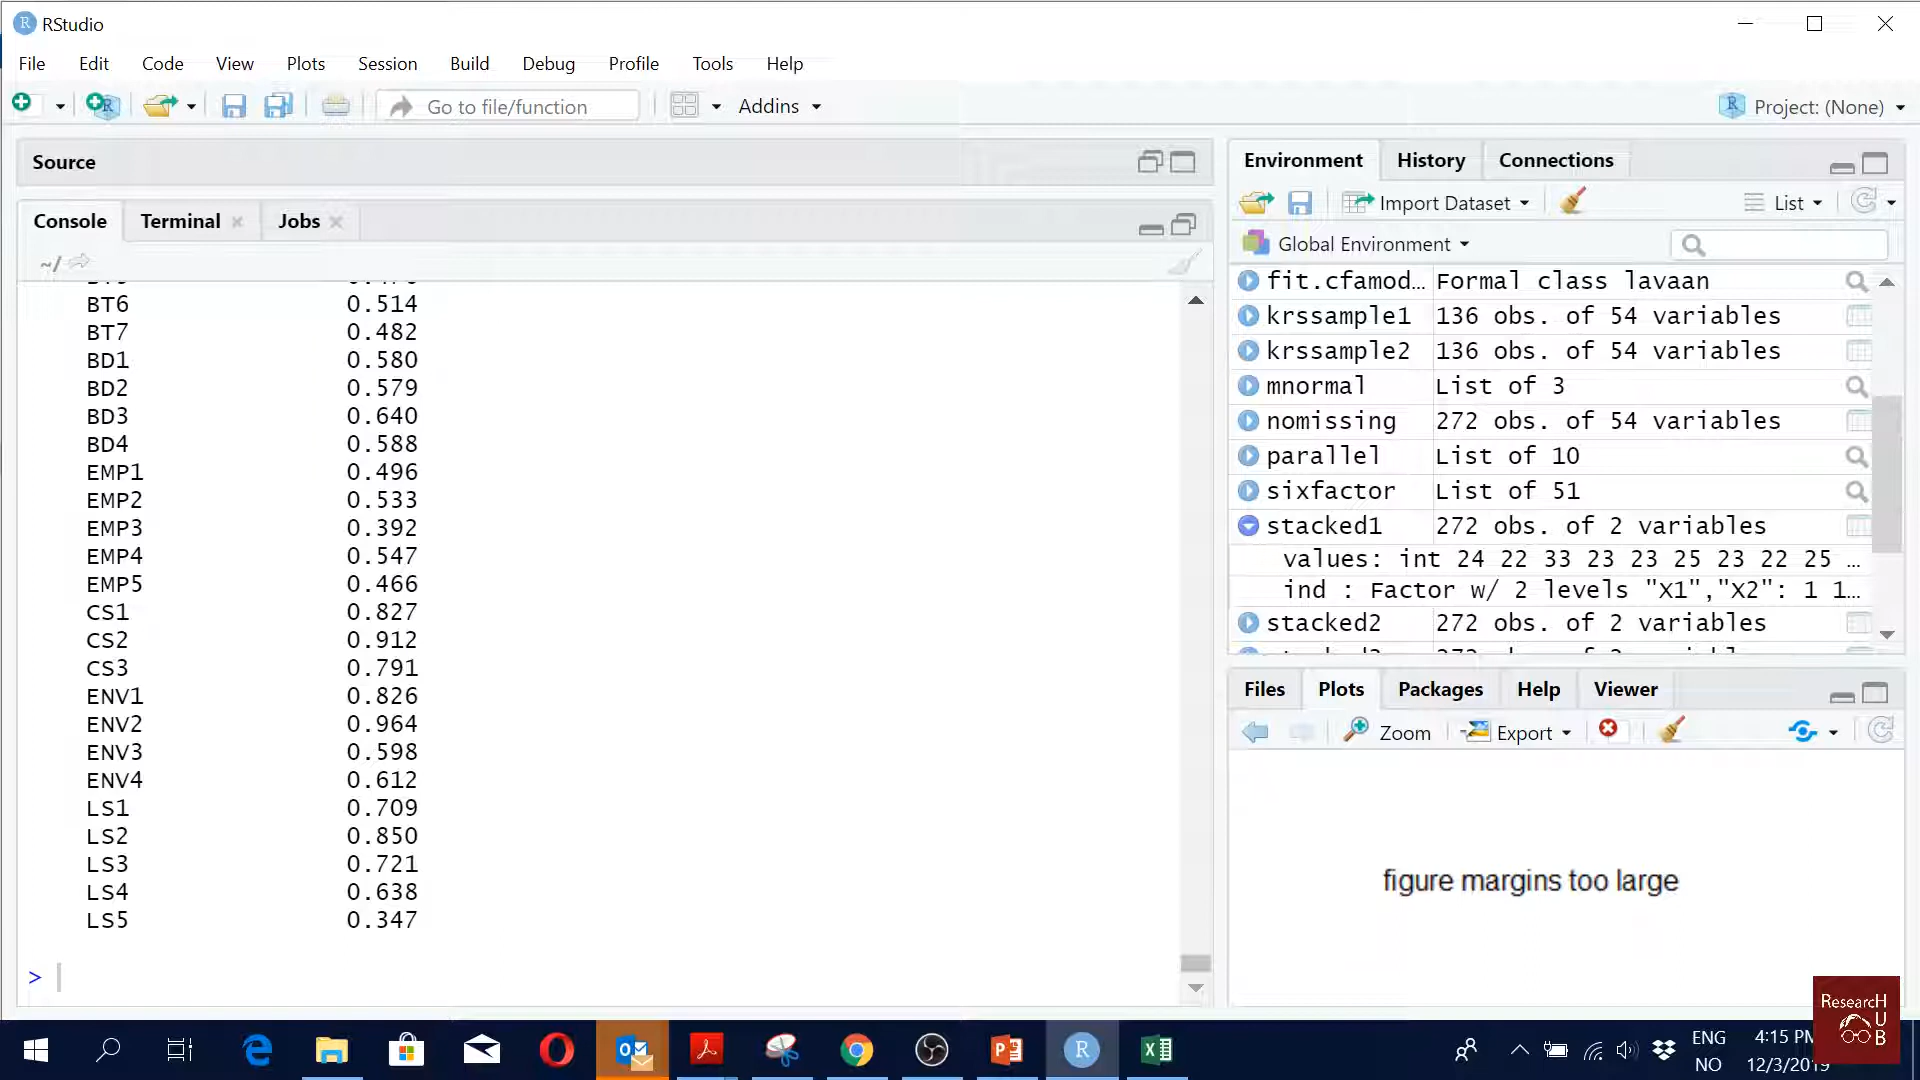 RStudio
File Edit Code View Plots Session Build Debug Profile Tools Help
Go to file/function Addins Project: (None)
Source
Console Terminal Jobs
~/
BT6 0.514
BT7 0.482
BD1 0.580
BD2 0.579
BD3 0.640
BD4 0.588
EMP1 0.496
EMP2 0.533
EMP3 0.392
EMP4 0.547
EMP5 0.466
CS1 0.827
CS2 0.912
CS3 0.791
ENV1 0.826
ENV2 0.964
ENV3 0.598
ENV4 0.612
LS1 0.709
LS2 0.850
LS3 0.721
LS4 0.638
LS5 0.347
>
Environment History Connections
Import Dataset List
Global Environment
fit.cfamod… Formal class lavaan
krssample1 136 obs. of 54 variables
krssample2 136 obs. of 54 variables
mnormal List of 3
nomissing 272 obs. of 54 variables
parallel List of 10
sixfactor List of 51
stacked1 272 obs. of 2 variables
values: int 24 22 33 23 23 25 23 22 25 …
ind : Factor w/ 2 levels "X1","X2": 1 1…
stacked2 272 obs. of 2 variables
Files Plots Packages Help Viewer
Zoom Export
figure margins too large
ResearcH
U
B
ENG 4:15 PM
NO 12/3/2019